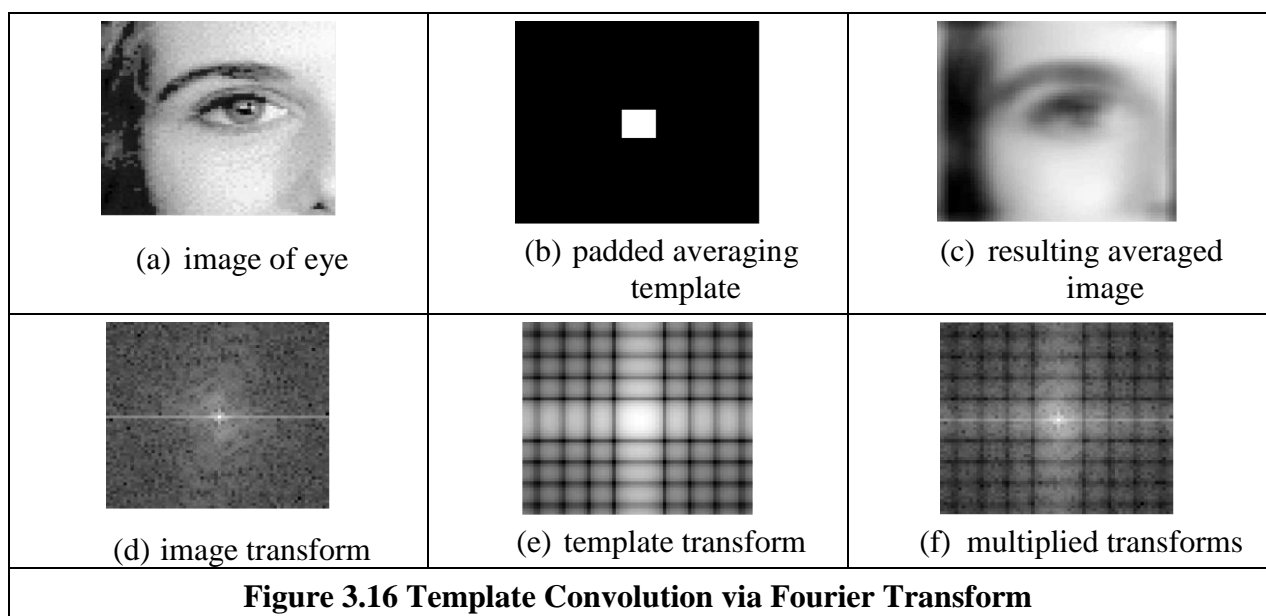 (a) image of eye
(b) padded averaging
template
(c) resulting averaged
image
(d) image transform
(e) template transform
(f) multiplied transforms
Figure 3.16 Template Convolution via Fourier Transform